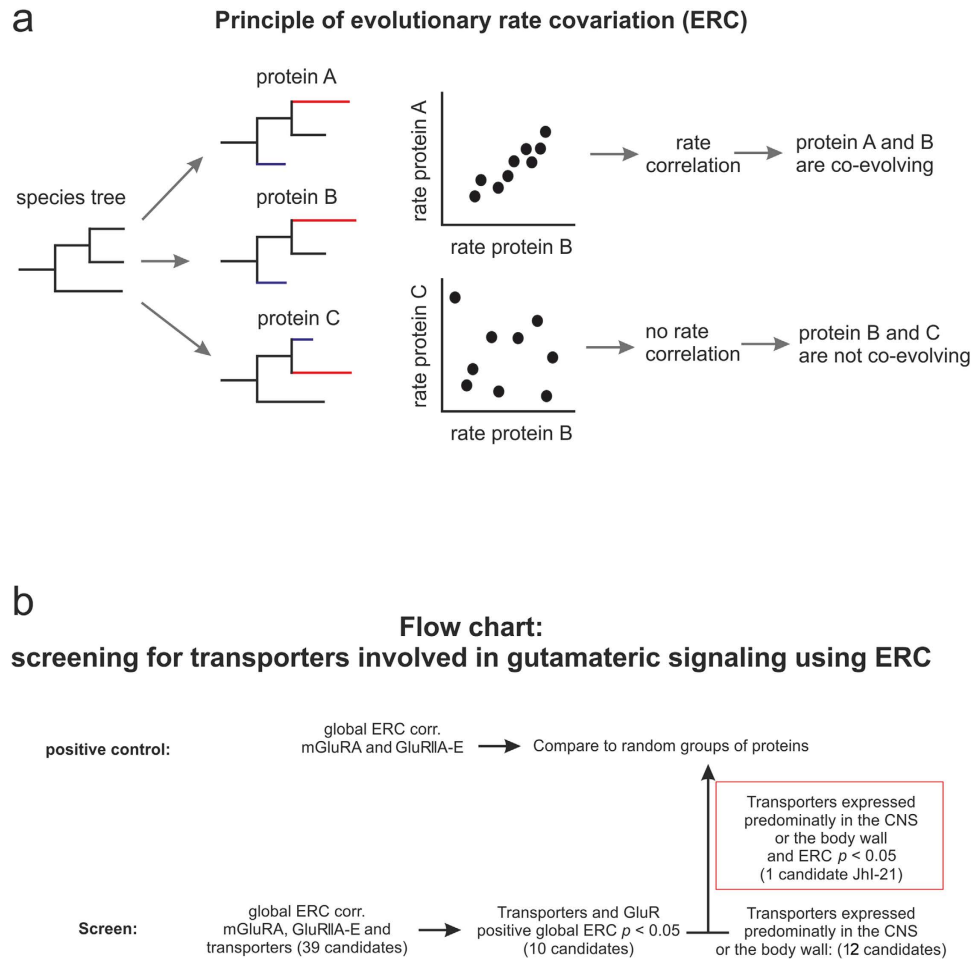 a
Principle of evolutionary rate covariation (ERC)
species tree
protein A
protein B
protein C
rate protein A
rate protein B
rate
correlation
protein A and B
are co-evolving
rate protein C
rate protein B
no rate
correlation
protein B and C
are not co-evolving
b
Flow chart:
screening for transporters involved in gutamateric signaling using ERC
positive control:
global ERC corr.
mGluRA and GluRIIA-E
Compare to random groups of proteins
Transporters expressed
predominatly in the CNS
or the body wall
and ERC p < 0.05
(1 candidate JhI-21)
Screen:
global ERC corr.
mGluRA, GluRIIA-E and
transporters (39 candidates)
Transporters and GluR
positive global ERC p < 0.05
(10 candidates)
Transporters expressed
predominatly in the CNS
or the body wall: (12 candidates)